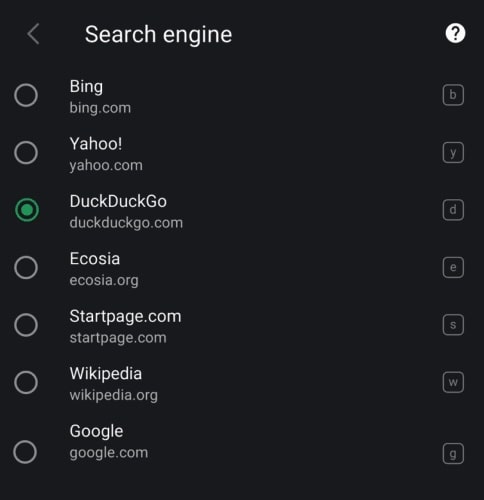 Search engine ?
Bing
bing.com b
Yahoo!
yahoo.com y
DuckDuckGo
duckduckgo.com d
Ecosia
ecosia.org e
Startpage.com
startpage.com s
Wikipedia
wikipedia.org w
Google
google.com g